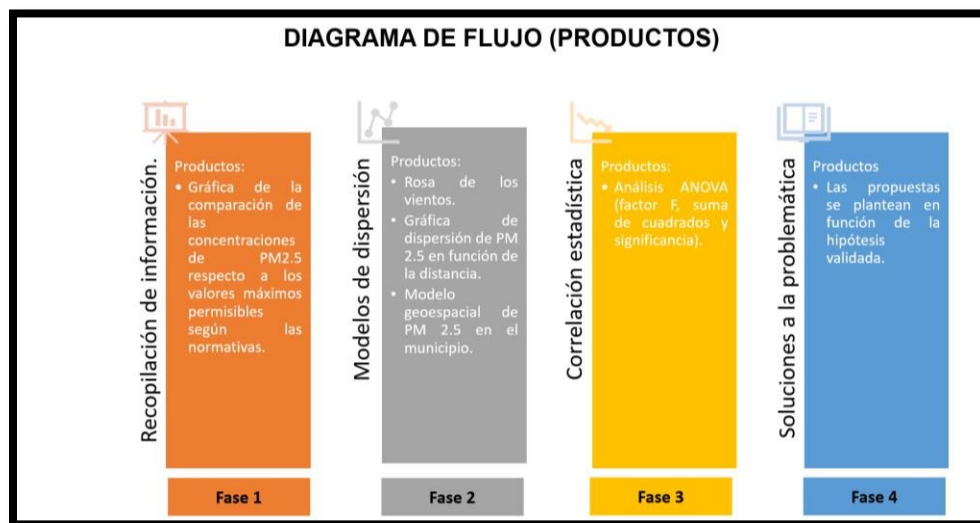 DIAGRAMA DE FLUJO (PRODUCTOS)
Recopilación de información.
Productos:
• Gráfica de la
comparación de
las
concentraciones
de PM2.5
respecto a los
valores máximos
permisibles
según las
normativas.
Fase 1
Modelos de dispersión
Productos:
• Rosa de los
vientos.
• Gráfica de
dispersión de PM
2.5 en función de
la distancia.
• Modelo
geoespacial de
PM 2.5 en el
municipio.
Fase 2
Correlación estadística
Productos:
• Análisis ANOVA
(factor F, suma
de cuadrados y
significancia).
Fase 3
Soluciones a la problemática
Productos
• Las propuestas
se plantean en
función de la
hipótesis
validada.
Fase 4